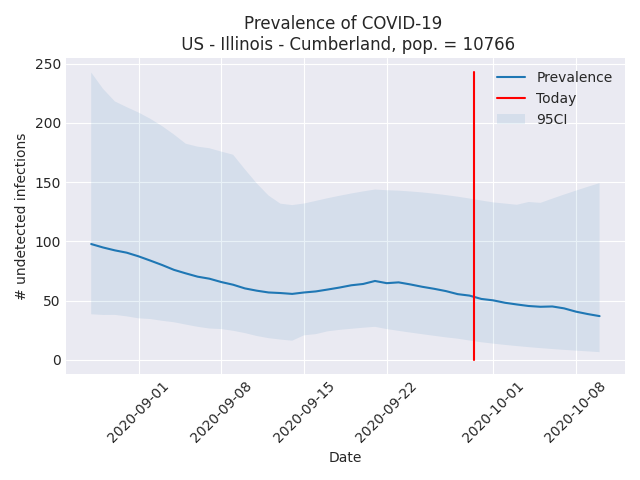 Prevalence of COVID-19
US - Illinois - Cumberland, pop. = 10766
250
200
150
100
50
0
# undetected infections
Prevalence
Today
95CI
2020-09-01
2020-09-08
2020-09-15
2020-09-22
2020-10-01
2020-10-08
Date